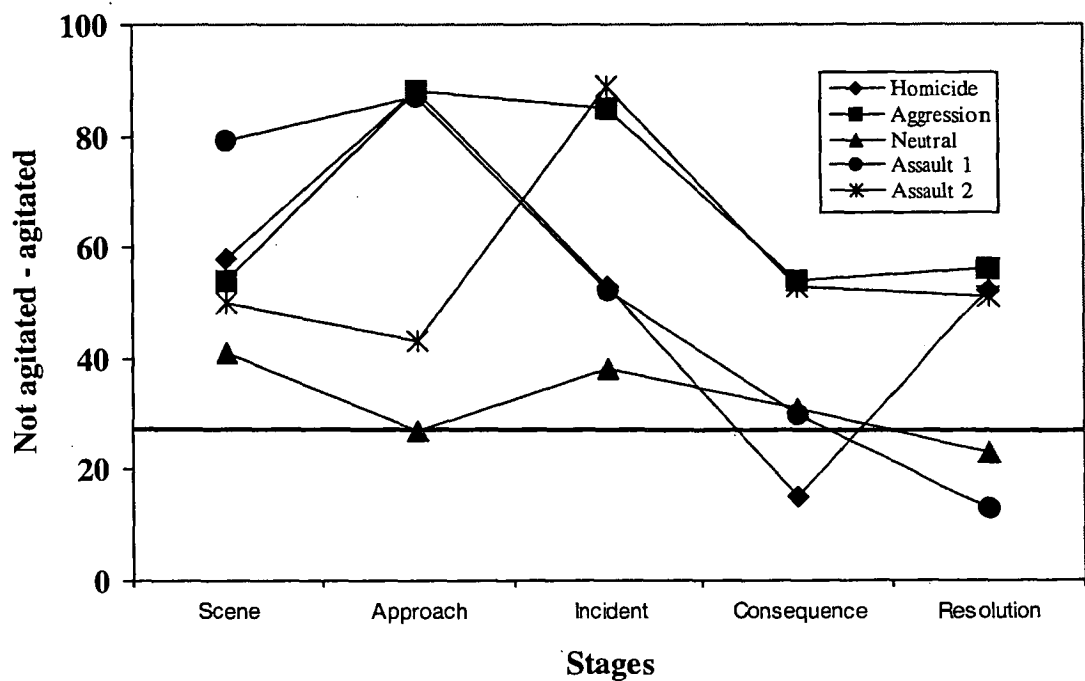 100
80
60
40
20
0
Not agitated - agitated
Homicide
Aggression
Neutral
Assault 1
Assault 2
Scene Approach Incident Consequence Resolution
Stages